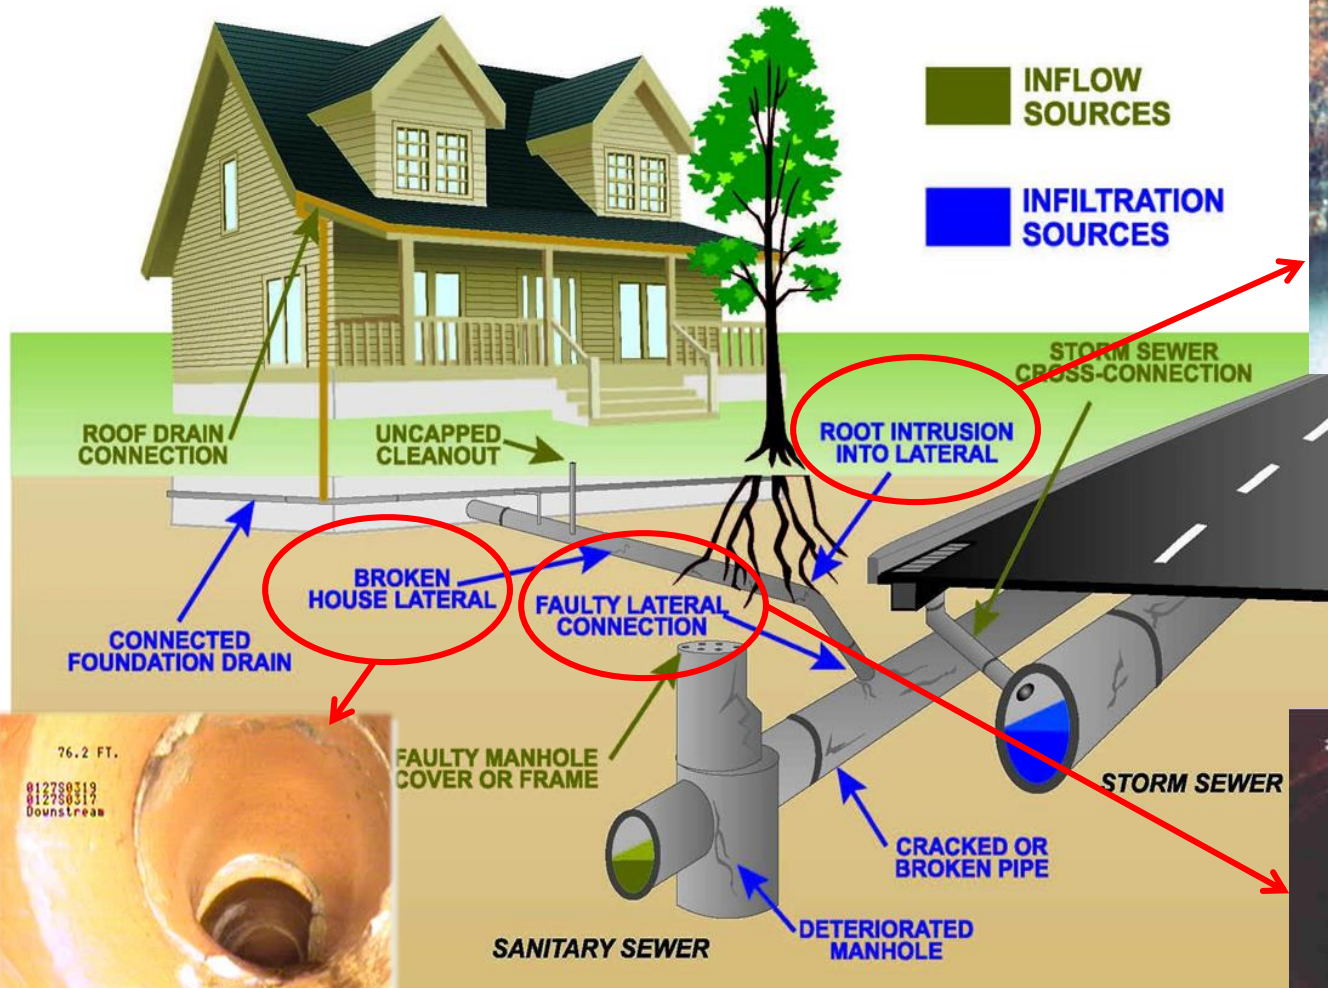 INFLOW
SOURCES
INFILTRATION
SOURCES
STORM SEWER
CROSS-CONNECTION
ROOF DRAIN
CONNECTION
UNCAPPED
CLEANOUT
ROOT INTRUSION
INTO LATERAL
BROKEN
HOUSE LATERAL
FAULTY LATERAL
CONNECTION
CONNECTED
FOUNDATION DRAIN
76.2 FT.
0127S0319
0127S0317
Downstream
FAULTY MANHOLE
COVER OR FRAME
STORM SEWER
CRACKED OR
BROKEN PIPE
DETERIORATED
MANHOLE
SANITARY SEWER